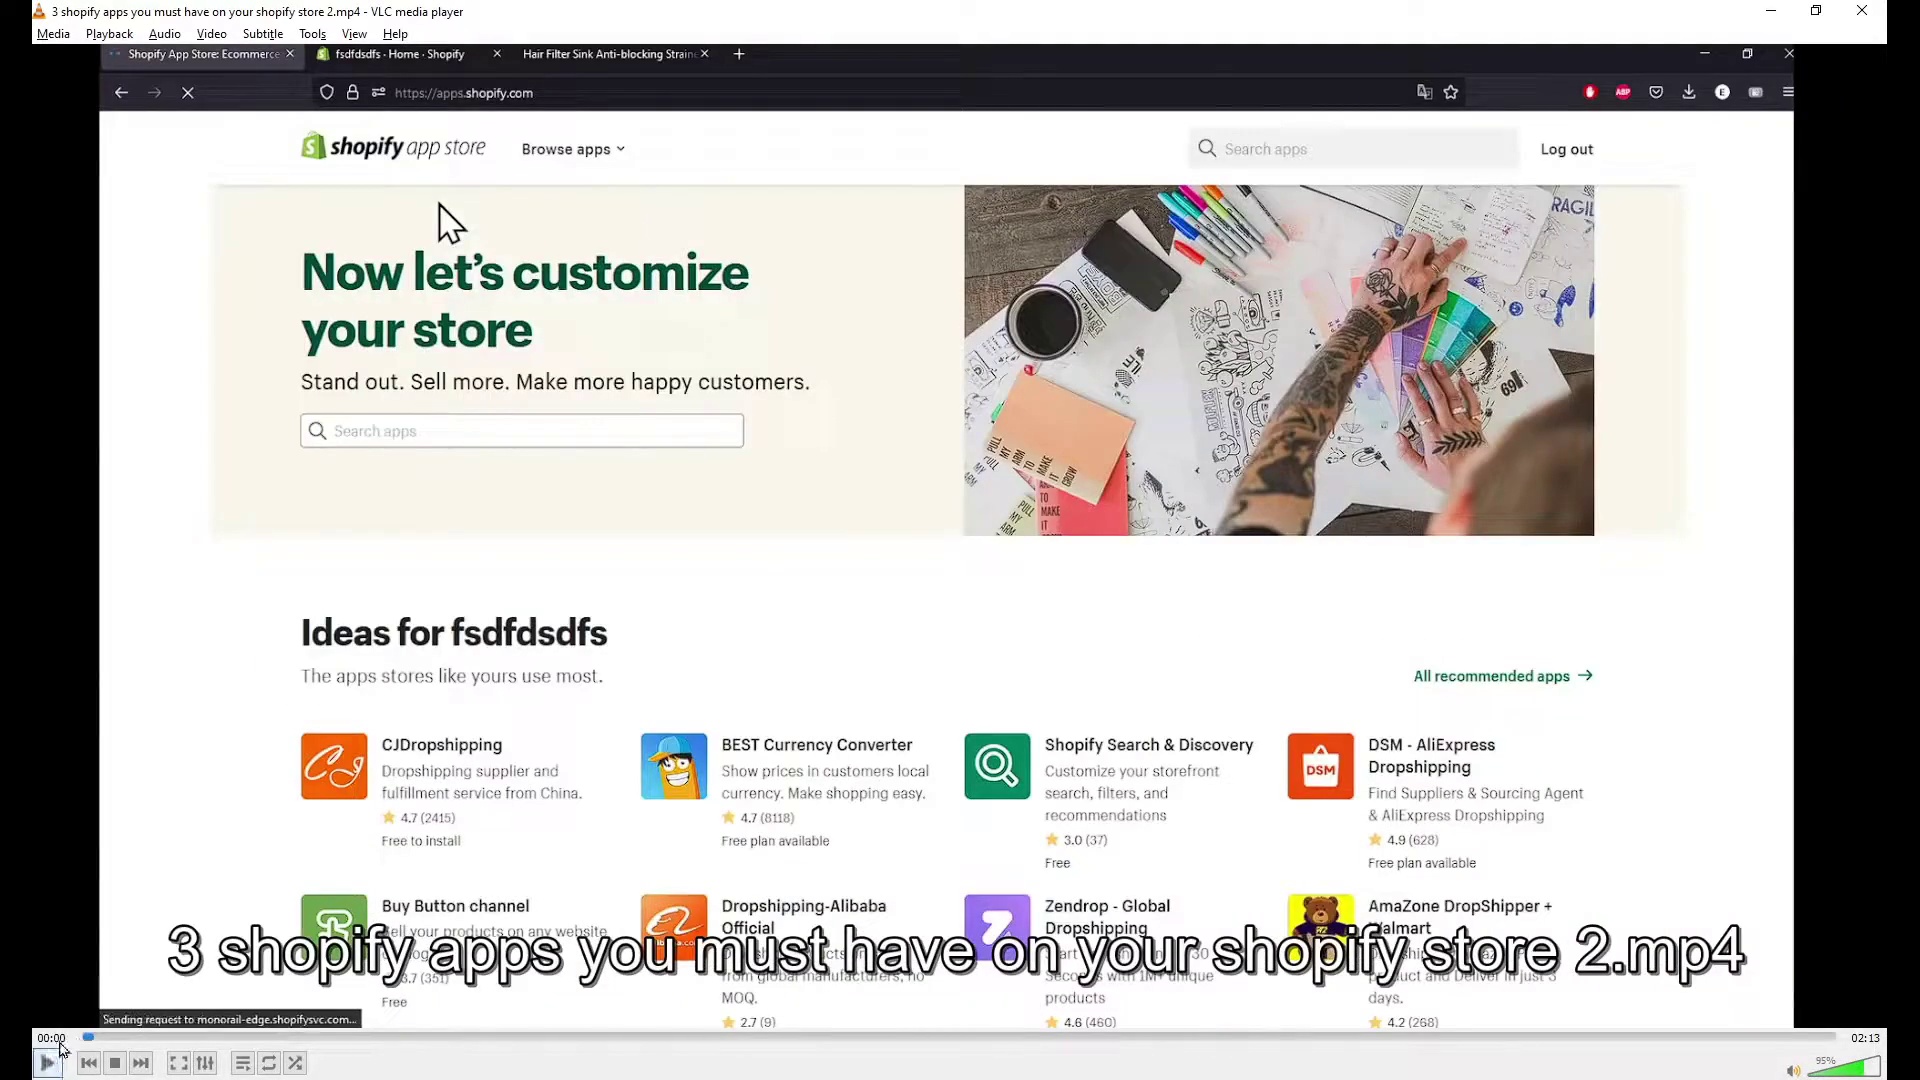 3 shopify apps you must have on your shopify store 2.mp4 - VLC media player
Media Playback Audio Video Subtitle Tools View Help
Shopify App Store: Ecommerce
fsdfdsdfs · Home · Shopify
Hair Filter Sink Anti-blocking Straine
https://apps.shopify.com
shopify app store
Browse apps
Search apps
Log out
Now let's customize
your store
Stand out. Sell more. Make more happy customers.
Search apps
Ideas for fsdfdsdfs
The apps stores like yours use most.
All recommended apps
CJDropshipping
Dropshipping supplier and
fulfillment service from China.
4.7 (2415)
Free to install
BEST Currency Converter
Show prices in customers local
currency. Make shopping easy.
4.7 (8118)
Free plan available
Shopify Search & Discovery
Customize your storefront
search, filters, and
recommendations
3.0 (37)
Free
DSM
DSM - AliExpress
Dropshipping
Find Suppliers & Sourcing Agent
& AliExpress Dropshipping
4.9 (628)
Free plan available
Buy Button channel
Sell your products on any website
3.7 (351)
Free
Dropshipping-Alibaba
Official
from global manufacturers, no
MOQ.
2.7 (9)
Zendrop - Global
Dropshipping
products
4.6 (460)
AmaZone DropShipper +
Walmart
days.
4.2 (268)
3 shopify apps you must have on your shopify store 2.mp4
Sending request to monorail-edge.shopifysvc.com...
00:00
02:13
95%